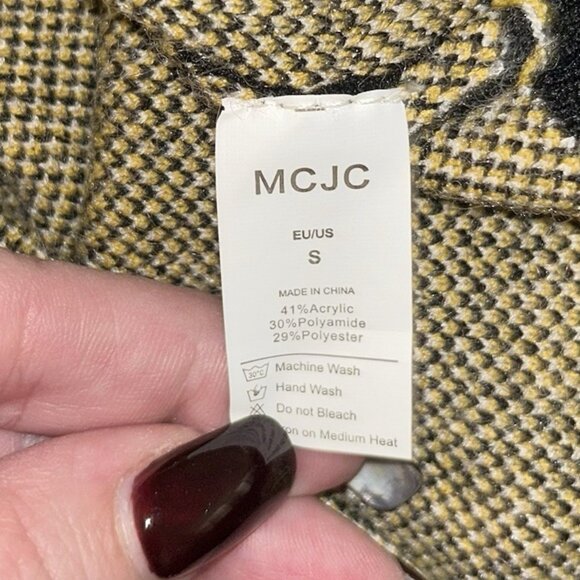 MCJC
EU/US
S
MADE IN CHINA
41%Acrylic
30%Polyamide
29%Polyester
30°C Machine Wash
Hand Wash
Do not Bleach
on Medium Heat